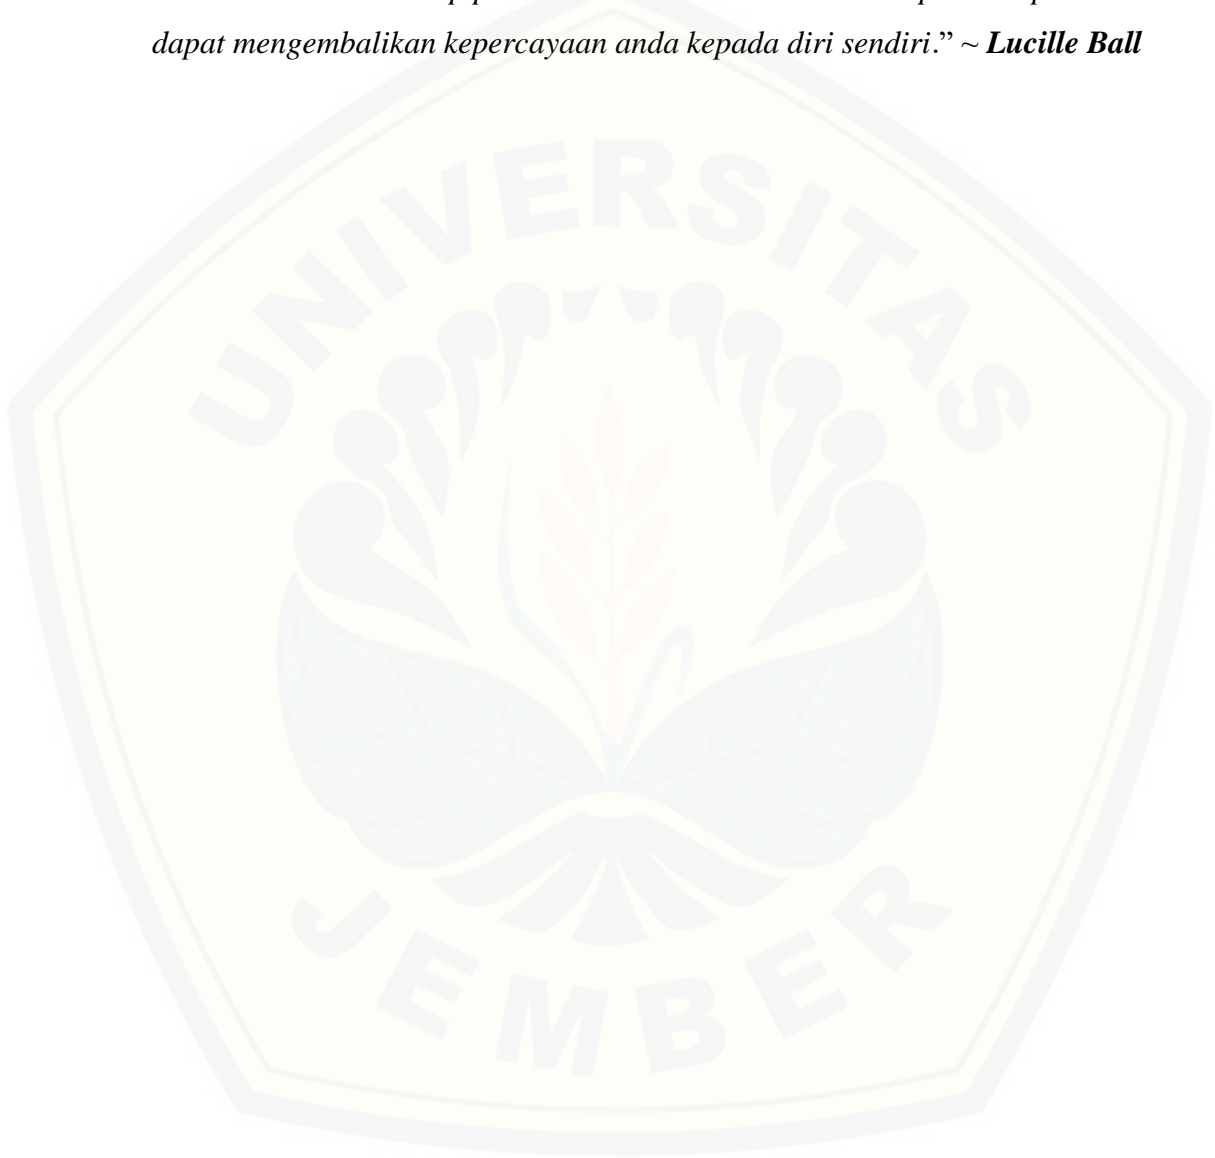 dapat mengembalikan kepercayaan anda kepada diri sendiri.” ~ Lucille Ball
UNIVERSITAS
JEMBER